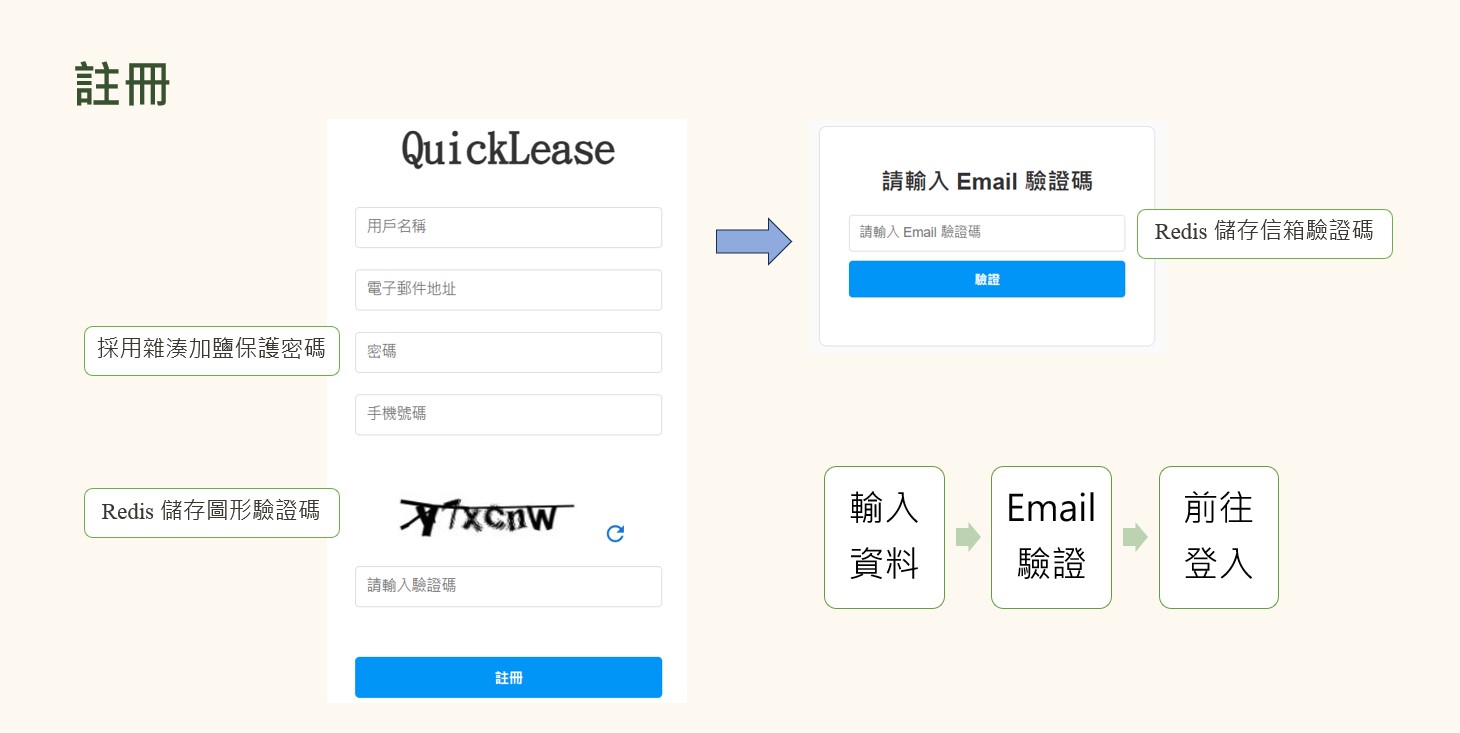 註冊
QuickLease
用戶名稱
電子郵件地址
採用雜湊加鹽保護密碼
密碼
手機號碼
Redis 儲存圖形驗證碼
請輸入驗證碼
註冊
請輸入 Email 驗證碼
請輸入 Email 驗證碼
Redis 儲存信箱驗證碼
驗證
輸入
資料
Email
驗證
前往
登入